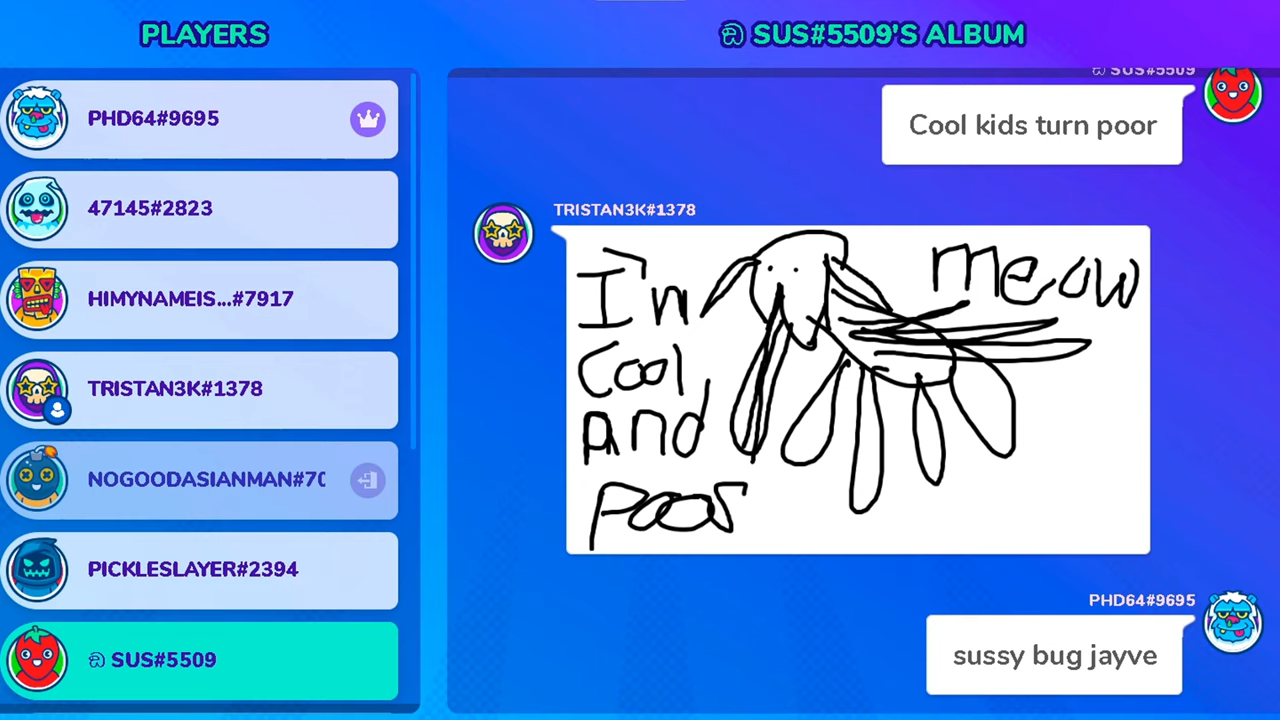 PLAYERS
ඞ SUS#5509'S ALBUM
PHD64#9695
47145#2823
HIMYNAMEIS...#7917
TRISTAN3K#1378
NOGOODASIANMAN#70
PICKLESLAYER#2394
ඞ SUS#5509
ඞ SUS#5509
Cool kids turn poor
TRISTAN3K#1378
I'm
Cool
And
poor
meow
PHD64#9695
sussy bug jayve